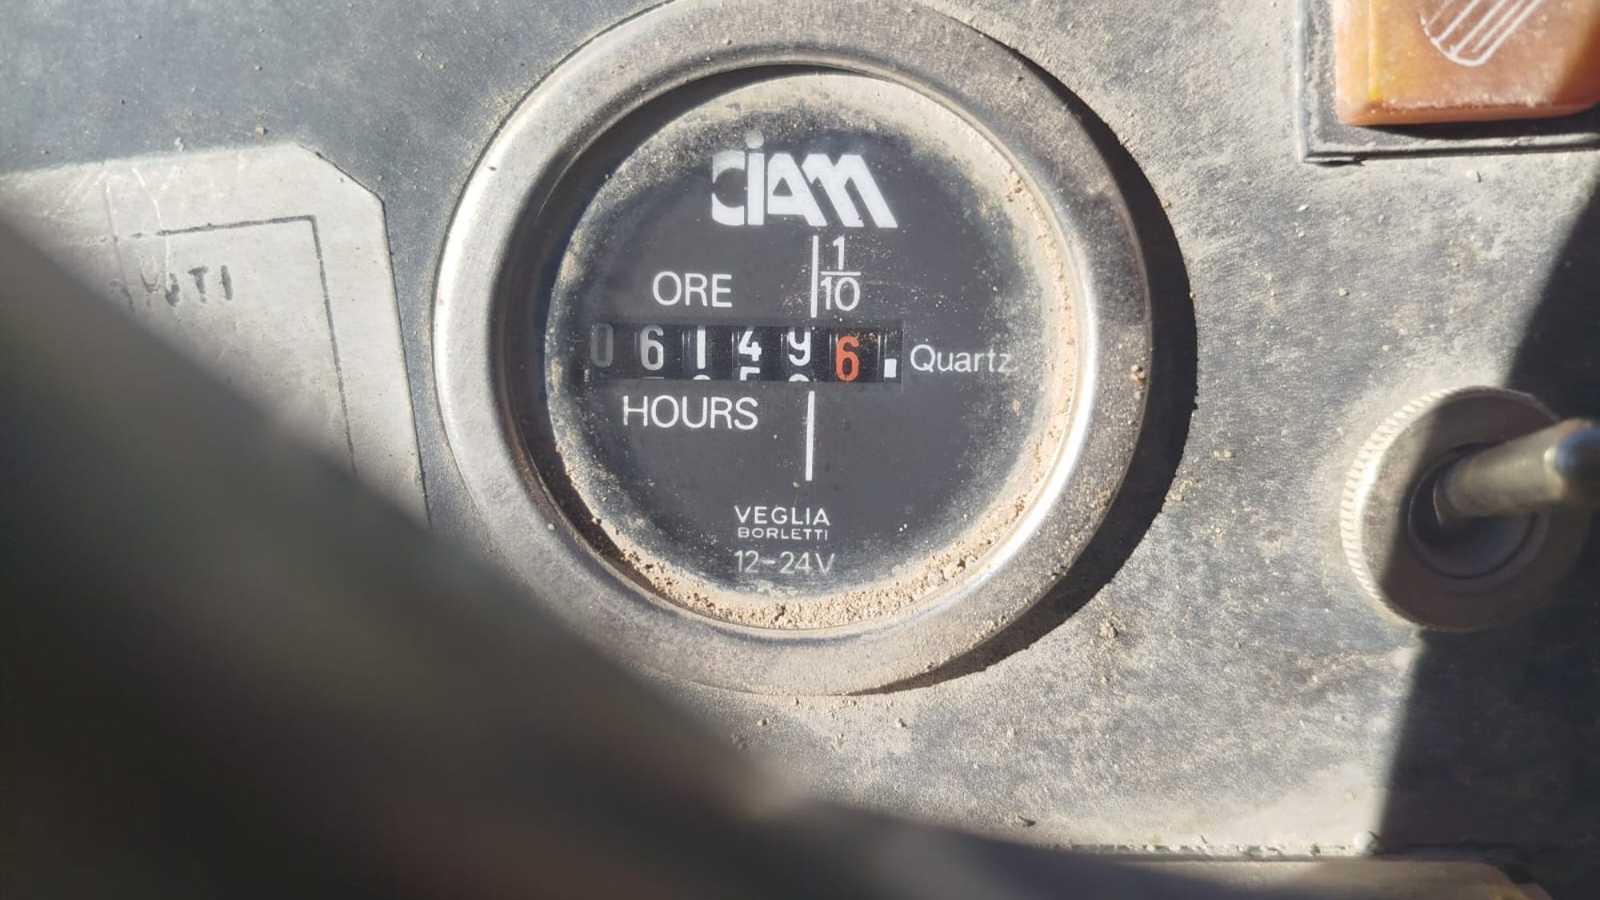 CIAM
1
ORE 10
061496 Quartz
HOURS
VEGLIA
BORLETTI
12-24V